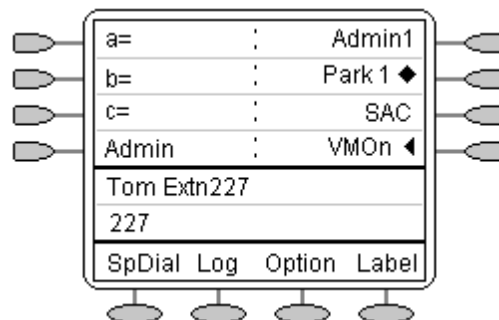 a= : Admin1
b= : Park 1 ◆
c= : SAC
Admin : VMOn ◀
Tom Extn227
227
SpDial Log Option Label